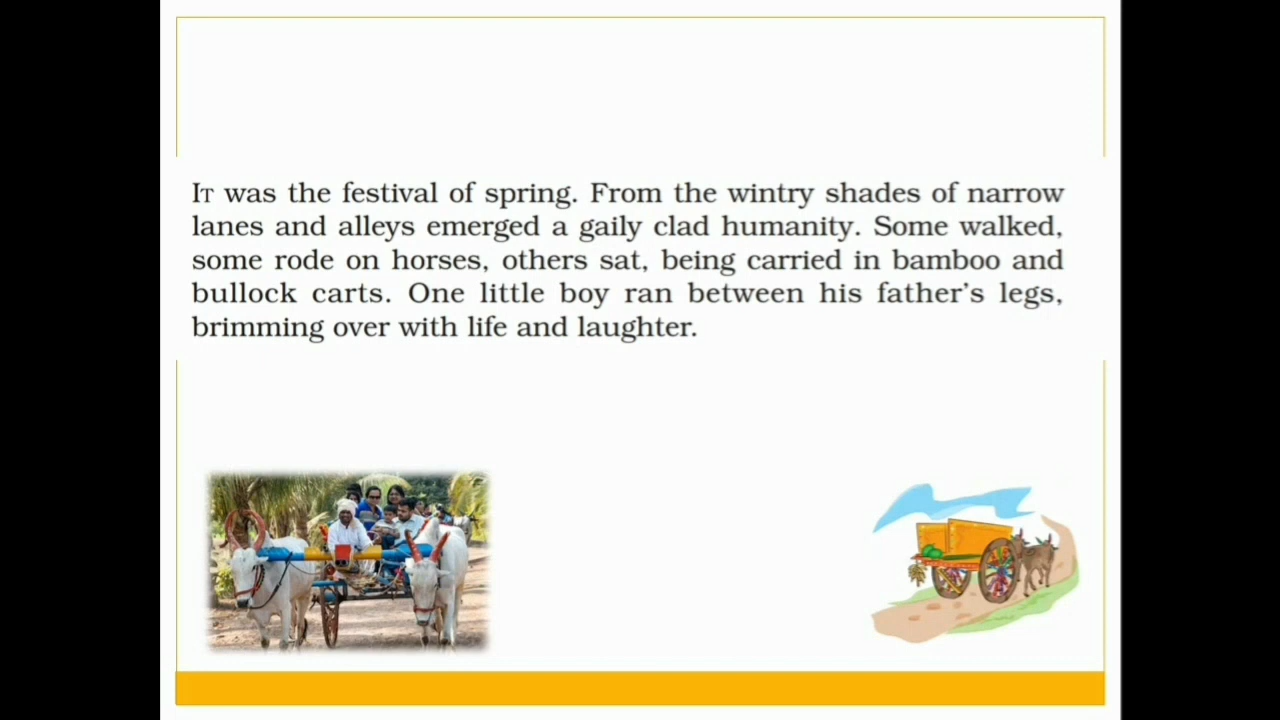 IT was the festival of spring. From the wintry shades of narrow
lanes and alleys emerged a gaily clad humanity. Some walked,
some rode on horses, others sat, being carried in bamboo and
bullock carts. One little boy ran between his father’s legs,
brimming over with life and laughter.